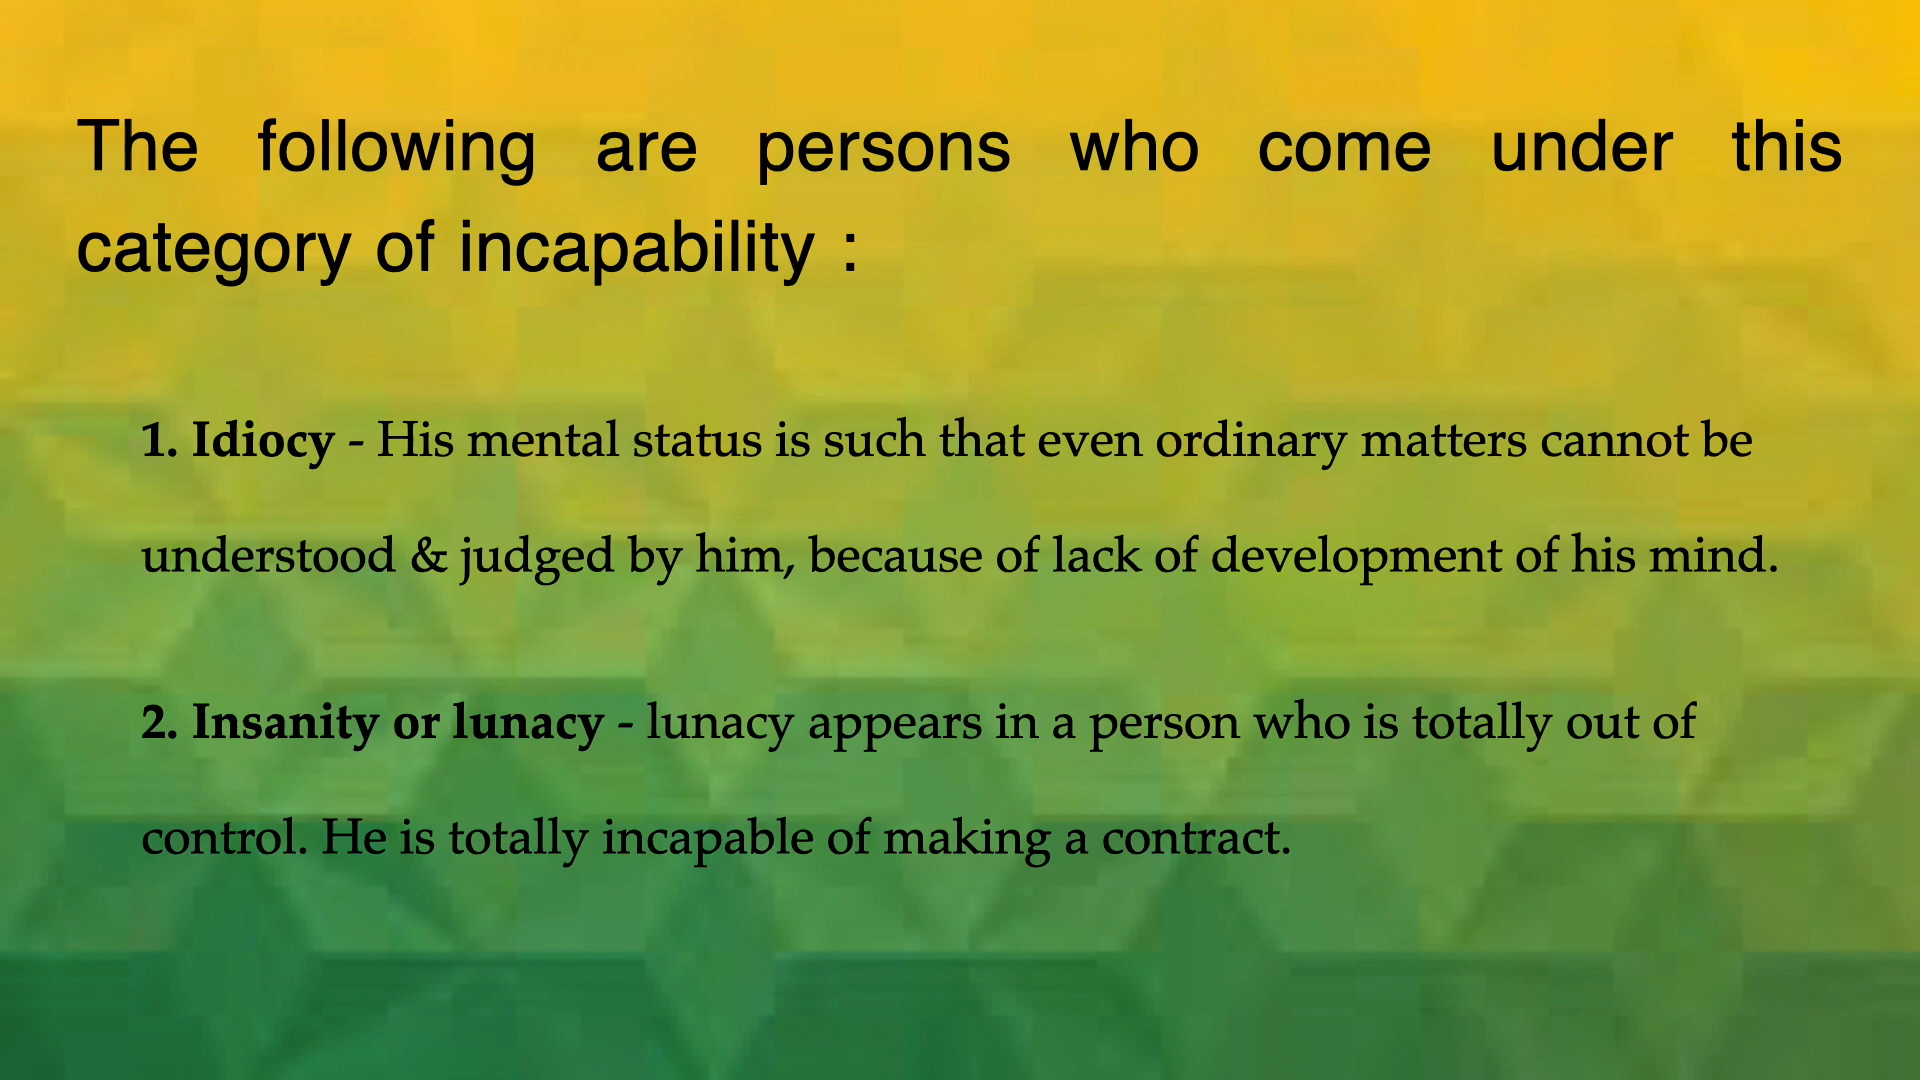 The following are persons who come under this
category of incapability :
1. Idiocy - His mental status is such that even ordinary matters cannot be
understood & judged by him, because of lack of development of his mind.
2. Insanity or lunacy - lunacy appears in a person who is totally out of
control. He is totally incapable of making a contract.